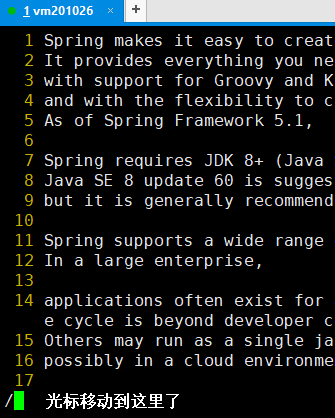 1 vm201026 × +
1 Spring makes it easy to creat
2 It provides everything you ne
3 with support for Groovy and K
4 and with the flexibility to c
5 As of Spring Framework 5.1,
6
7 Spring requires JDK 8+ (Java
8 Java SE 8 update 60 is sugges
9 but it is generally recommend
10
11 Spring supports a wide range
12 In a large enterprise,
13
14 applications often exist for
e cycle is beyond developer c
15 Others may run as a single ja
16 possibly in a cloud environme
17
/ 光标移动到这里了